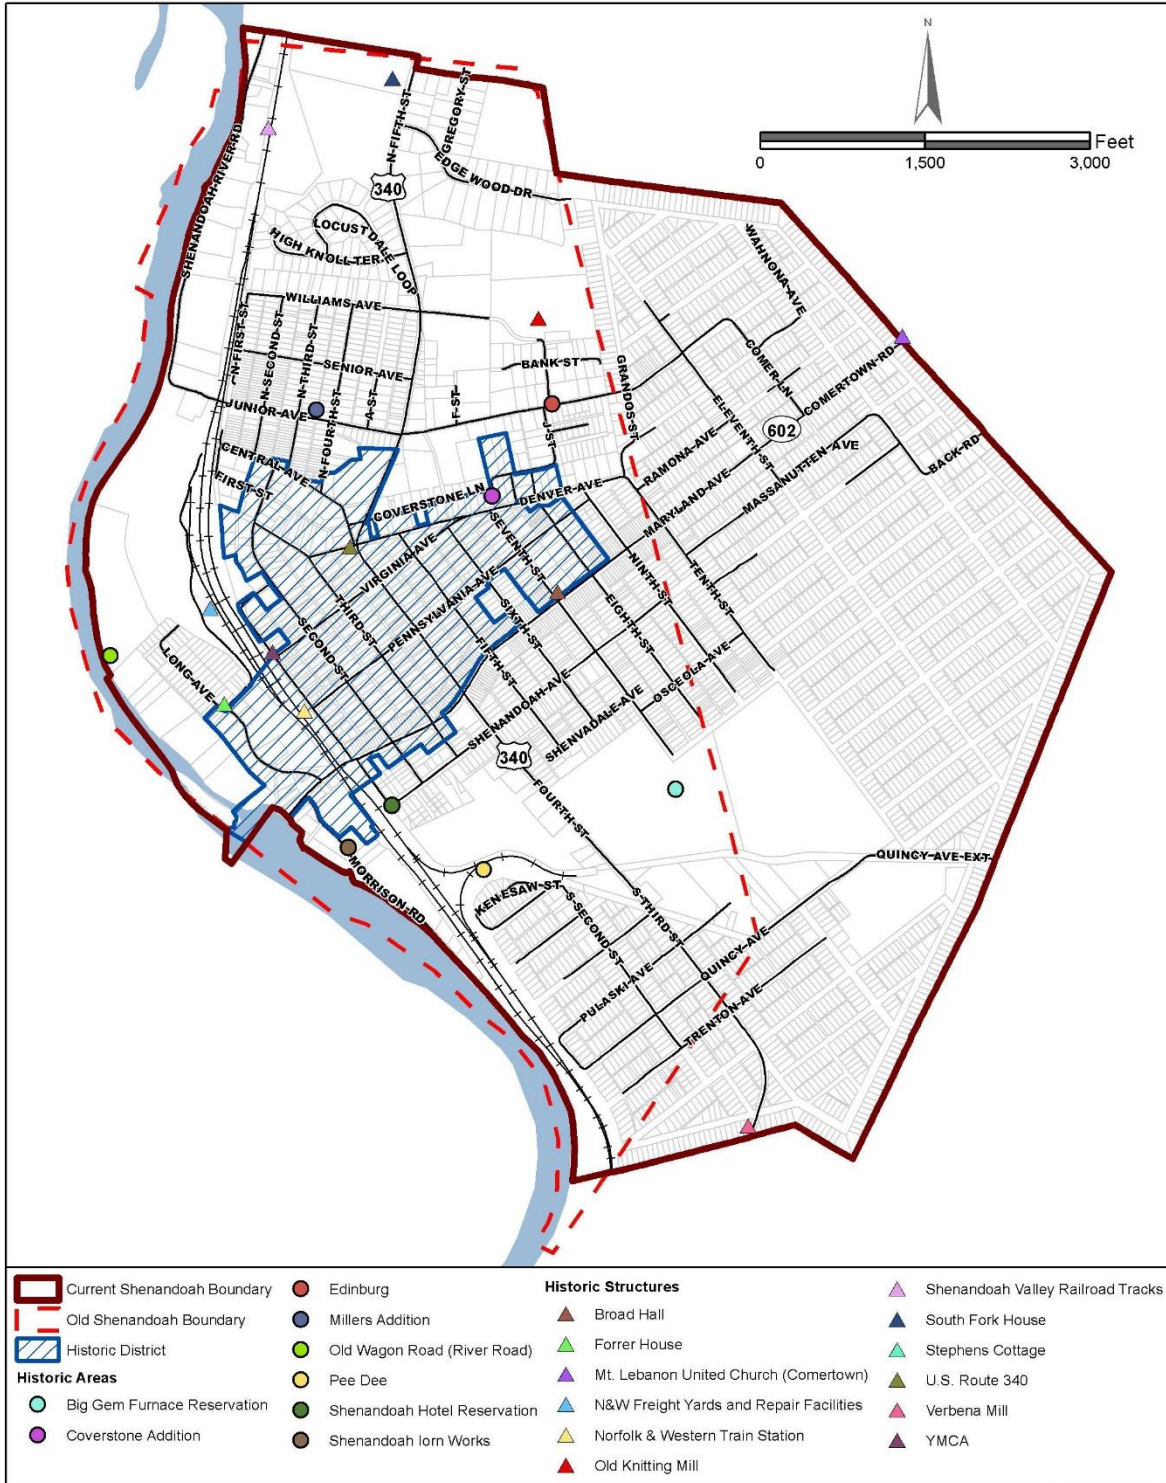 N
Feet
0 1,500 3,000
SHENANDOAH RIVER RD
N-FIFTH-ST
GREGORY-ST
EDGE WOOD-DR
340
LOCUST DALE LOOP
HIGH KNOLL TER
WAHNONA AVE
WILLIAMS AVE
N-FIRST-ST
N-SECOND-ST
N-THIRD-ST
N-FOURTH-ST
SENIOR-AVE
A-ST
F-ST
BANK ST
J-ST
GRANDOS-ST
COMER-LN
COMERTOWN-RD
ELEVENTH-ST
602
JUNIOR-AVE
CENTRAL-AVE
FIRST-ST
COVERSTONE LN
DENVER-AVE
RAMONA-AVE
MARYLAND-AVE
MASSANUTTEN-AVE
BACK-RD
VIRGINIA-AVE
SEVENTH-ST
PENNSYLVANIA-AVE
NINTH-ST
TENTH-ST
THIRD-ST
SECOND-ST
SIXTH-ST
FIFTH-ST
EIGHTH-ST
LONG-AVE
SHENANDOAH-AVE
OSCEOLA-AVE
SHENVADALE-AVE
340
FOURTH-ST
MORRISON-RD
QUINCY-AVE-EXT
KENESAW-ST
S-SECOND-ST
S-THIRD-ST
QUINCY-AVE
PULASKI-AVE
TRENTON-AVE
Current Shenandoah Boundary
Old Shenandoah Boundary
Historic District
Historic Areas
Big Gem Furnace Reservation
Coverstone Addition
Edinburg
Millers Addition
Old Wagon Road (River Road)
Pee Dee
Shenandoah Hotel Reservation
Shenandoah Iorn Works
Historic Structures
Broad Hall
Forrer House
Mt. Lebanon United Church (Comertown)
N&W Freight Yards and Repair Facilities
Norfolk & Western Train Station
Old Knitting Mill
Shenandoah Valley Railroad Tracks
South Fork House
Stephens Cottage
U.S. Route 340
Verbena Mill
YMCA